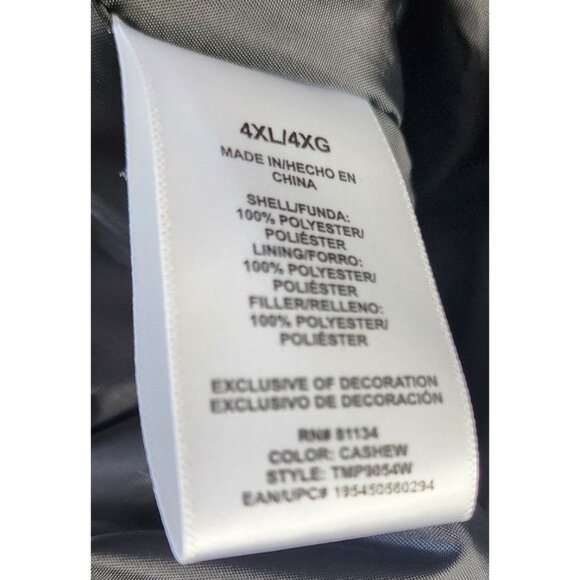 4XL/4XG
MADE IN/HECHO EN
CHINA
SHELL/FUNDA:
100% POLYESTER/
POLIÉSTER
LINING/FORRO:
100% POLYESTER/
POLIÉSTER
FILLER/RELLENO:
100% POLYESTER/
POLIÉSTER
EXCLUSIVE OF DECORATION
EXCLUSIVO DE DECORACIÓN
RN# 81134
COLOR: CASHEW
STYLE: TMP9054W
EAN/UPC# 195450580294